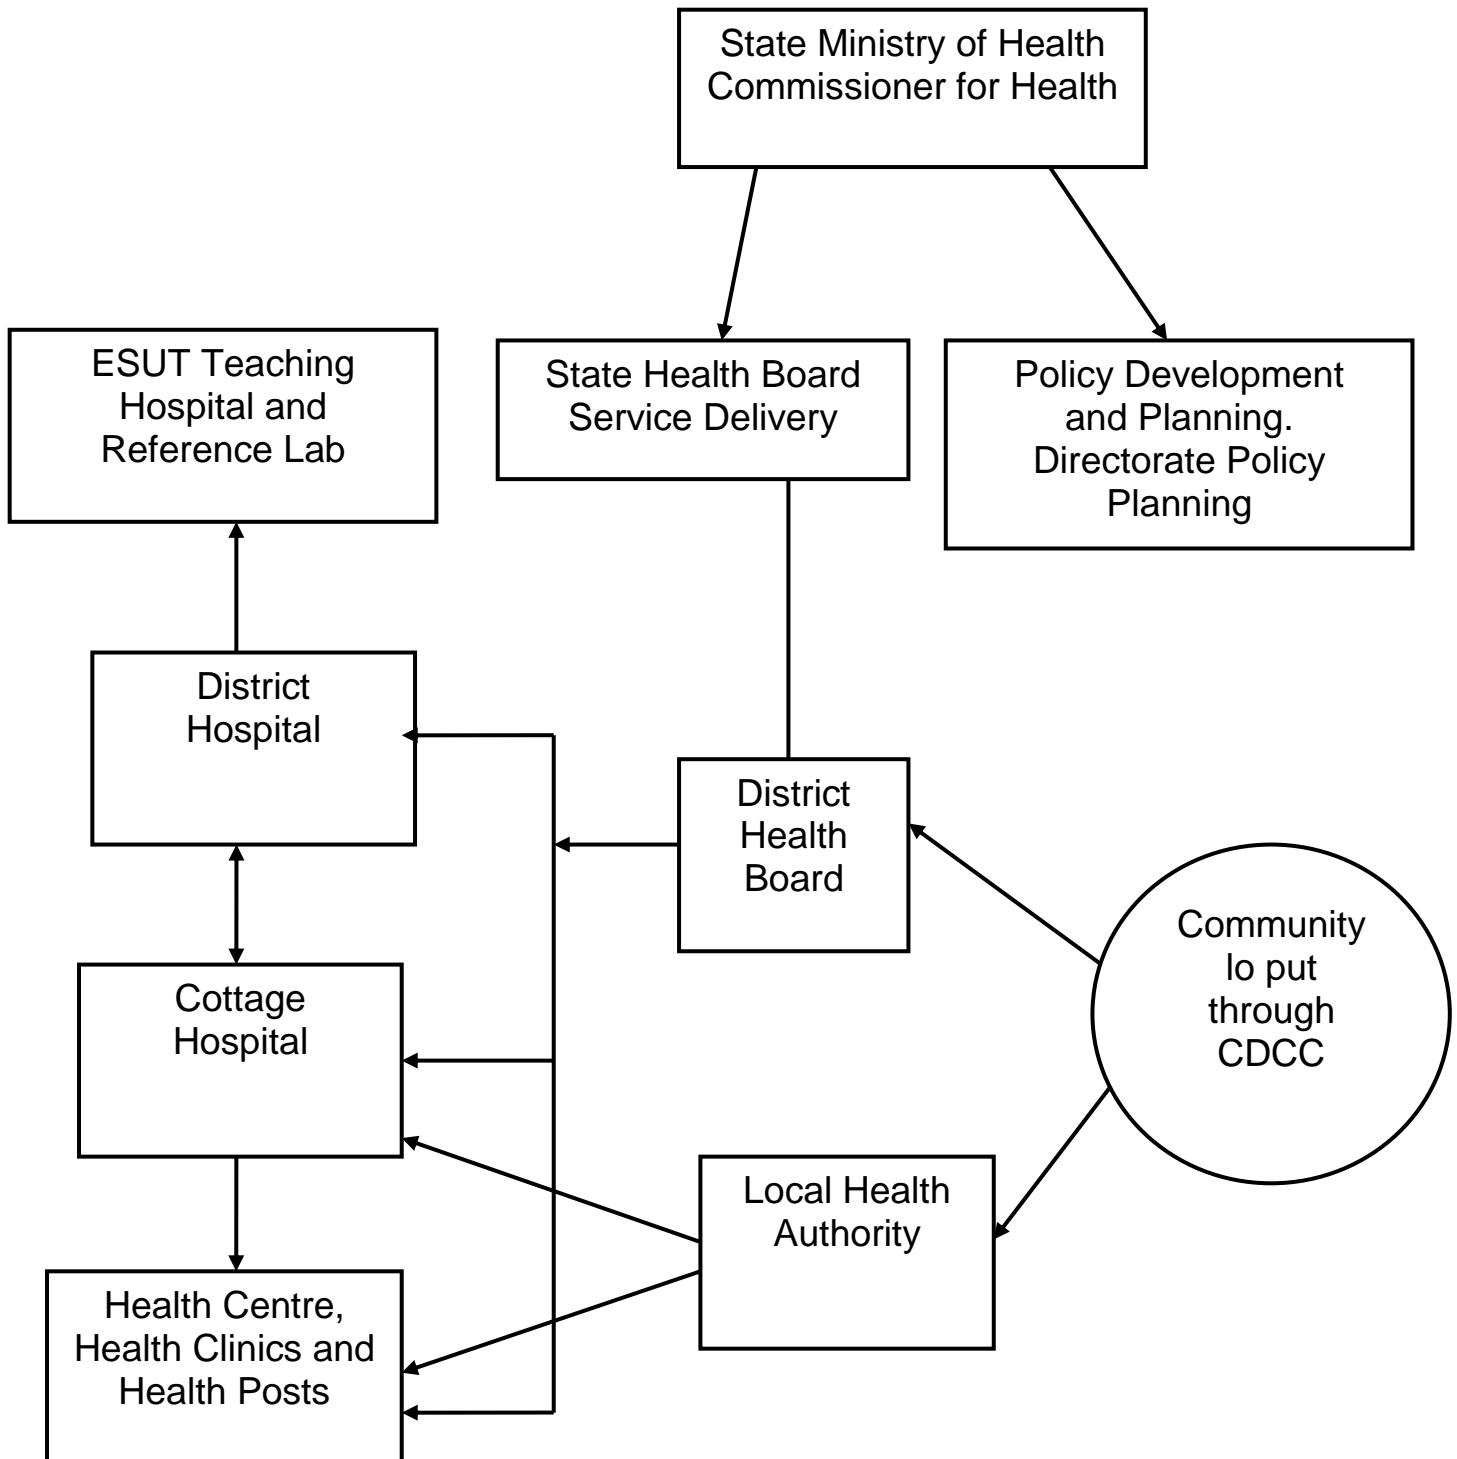 State Ministry of Health
Commissioner for Health
ESUT Teaching
Hospital and
Reference Lab
State Health Board
Service Delivery
Policy Development
and Planning.
Directorate Policy
Planning
District
Hospital
District
Health
Board
Community
lo put
through
CDCC
Cottage
Hospital
Local Health
Authority
Health Centre,
Health Clinics and
Health Posts